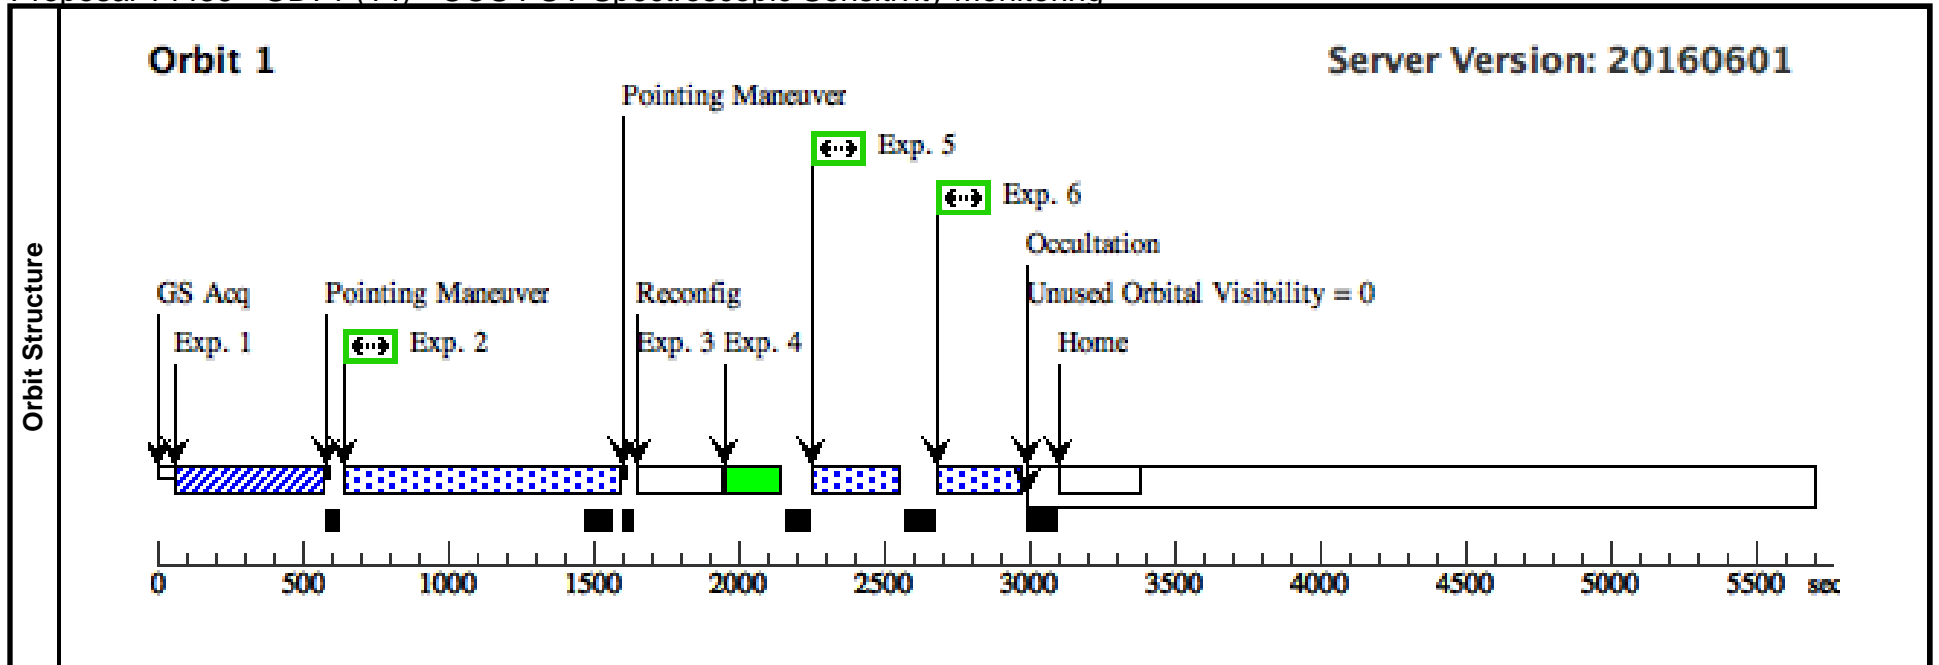 Orbit 1
Server Version: 20160601
Orbit Structure
Pointing Maneuver
Exp. 5
Exp. 6
Occultation
GS Acq
Pointing Maneuver
Reconfig
Unused Orbital Visibility = 0
Exp. 1
Exp. 2
Exp. 3
Exp. 4
Home
0 500 1000 1500 2000 2500 3000 3500 4000 4500 5000 5500 sec